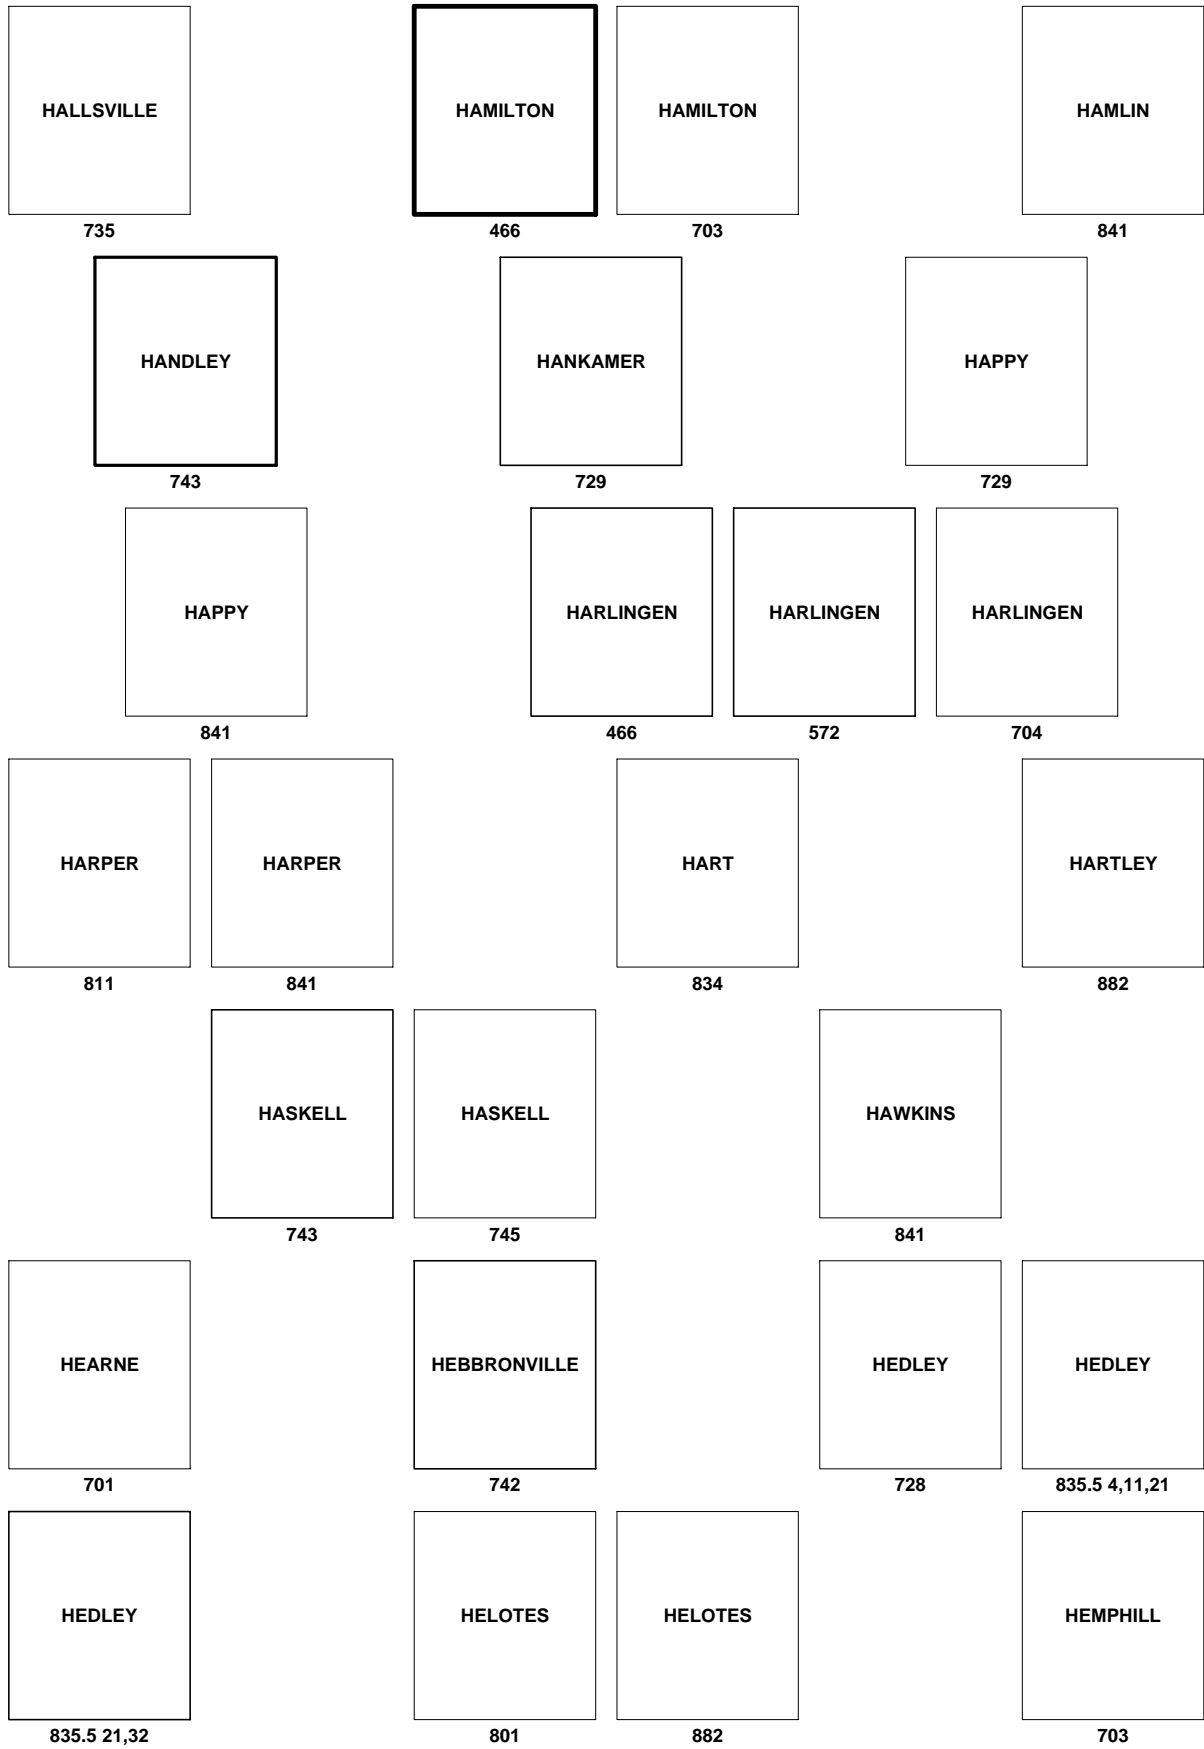 HALLSVILLE HAMILTON HAMILTON HAMLIN
735 466 703 841
HANDLEY HANKAMER HAPPY
743 729 729
HAPPY HARLINGEN HARLINGEN HARLINGEN
841 466 572 704
HARPER HARPER HART HARTLEY
811 841 834 882
HASKELL HASKELL HAWKINS
743 745 841
HEARNE HEBBRONVILLE HEDLEY HEDLEY
701 742 728 835.5 4,11,21
HEDLEY HELOTES HELOTES HEMPHILL
835.5 21,32 801 882 703